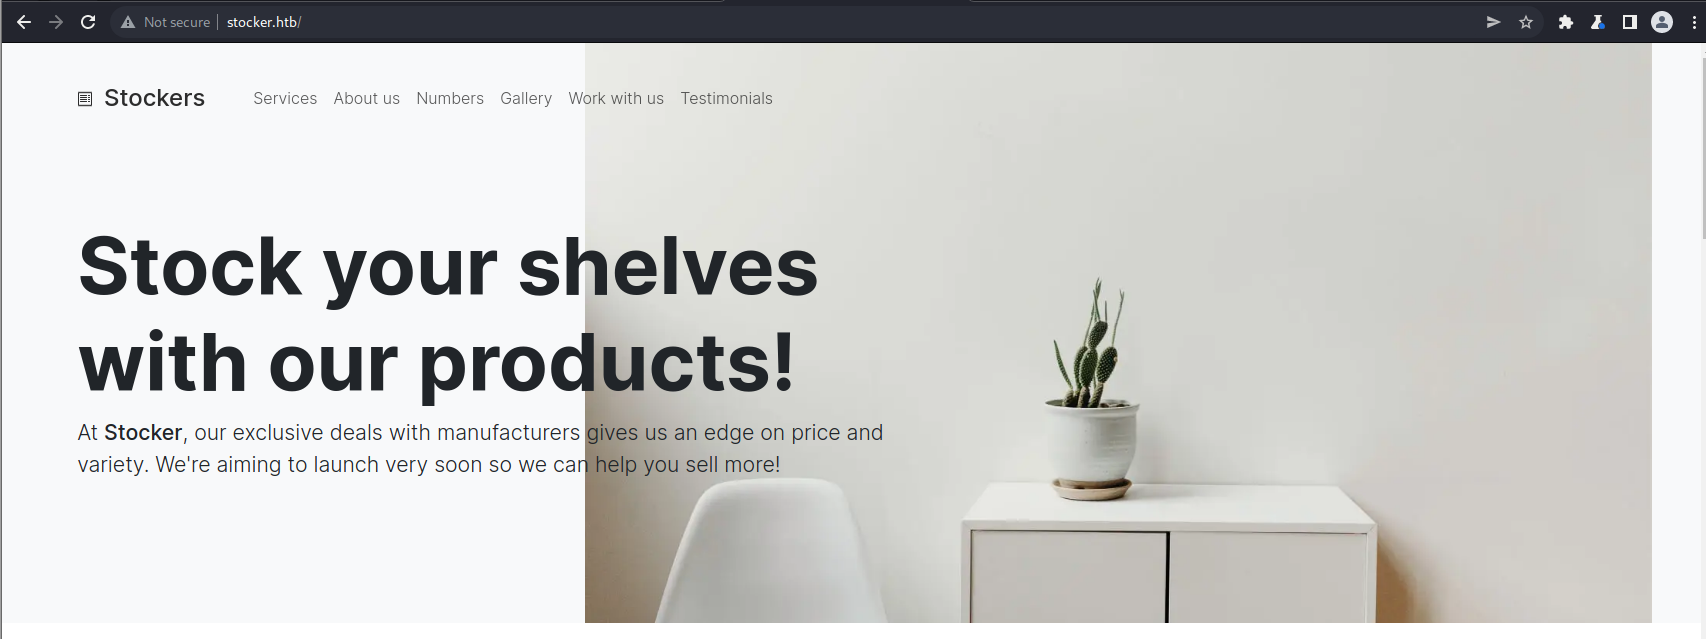 Not secure
stocker.htb/
Stockers
Services About us Numbers Gallery Work with us Testimonials
Stock your shelves
with our products!
At Stocker, our exclusive deals with manufacturers gives us an edge on price and
variety. We're aiming to launch very soon so we can help you sell more!